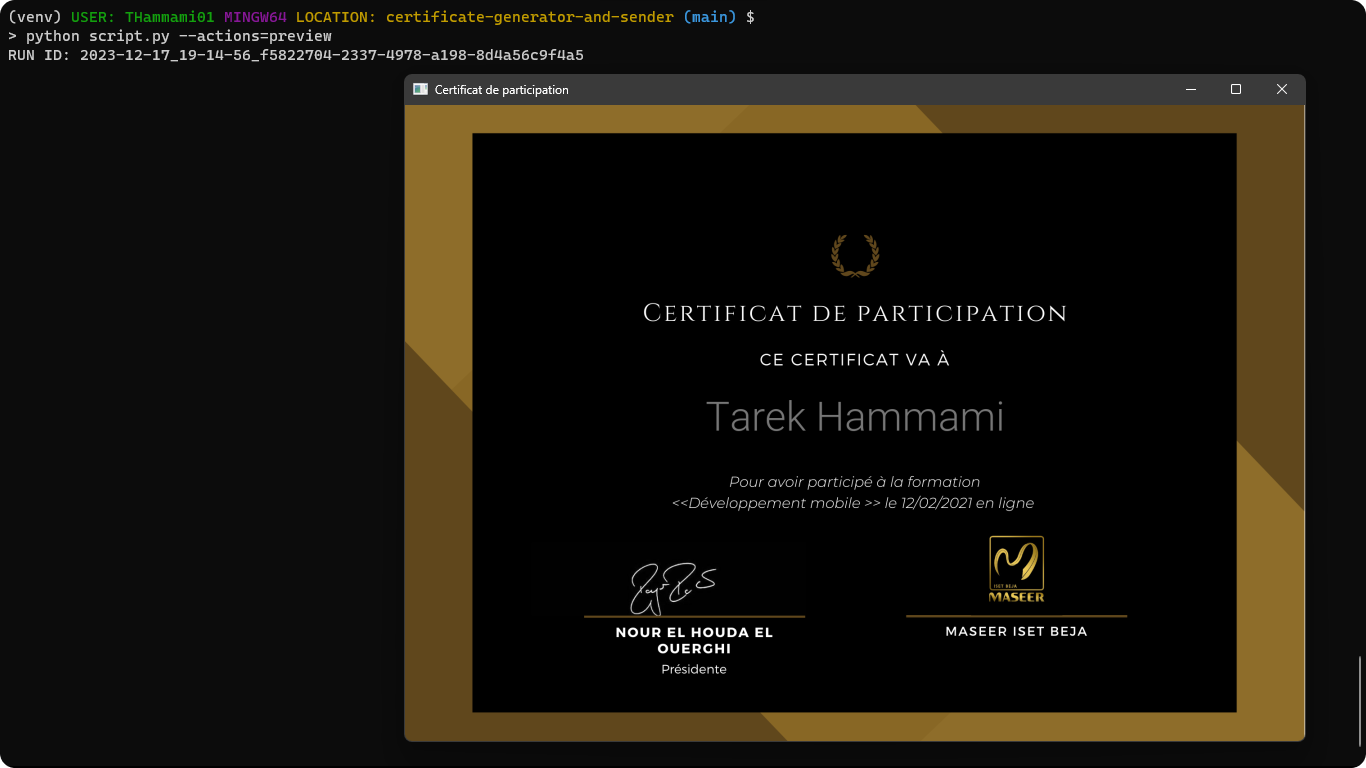 (venv) USER: THammami01 MINGW64 LOCATION: certificate-generator-and-sender (main) $
> python script.py --actions=preview
RUN ID: 2023-12-17_19-14-56_f5822704-2337-4978-a198-8d4a56c9f4a5
Certificat de participation
CERTIFICAT DE PARTICIPATION
CE CERTIFICAT VA À
Tarek Hammami
Pour avoir participé à la formation
<<Développement mobile >> le 12/02/2021 en ligne
ISET BEJA
MASEER
NOUR EL HOUDA EL
OUERGHI
Présidente
MASEER ISET BEJA